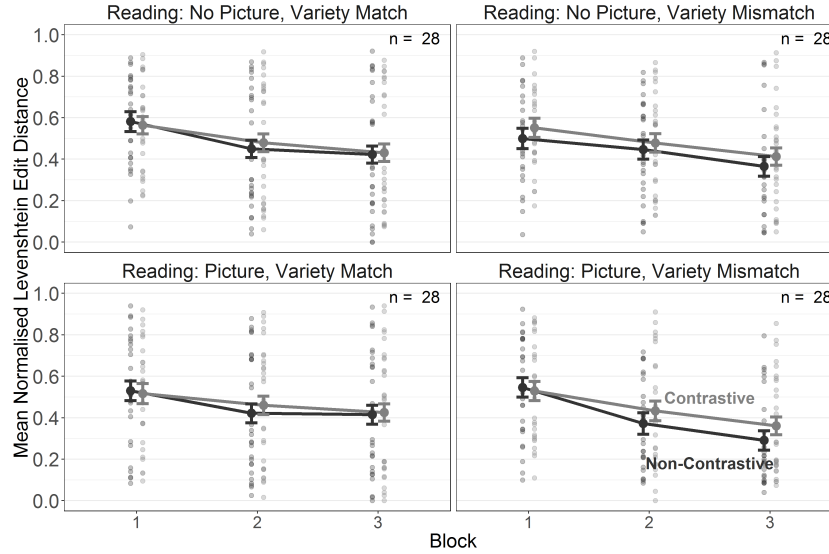 Reading: No Picture, Variety Match
Reading: No Picture, Variety Mismatch
n = 28
n = 28
1.0
0.8
0.6
0.4
0.2
0.0
Reading: Picture, Variety Match
Reading: Picture, Variety Mismatch
n = 28
n = 28
1.0
0.8
0.6
0.4
0.2
0.0
Contrastive
Non-Contrastive
1
2
3
1
2
3
Block
Mean Normalised Levenshtein Edit Distance